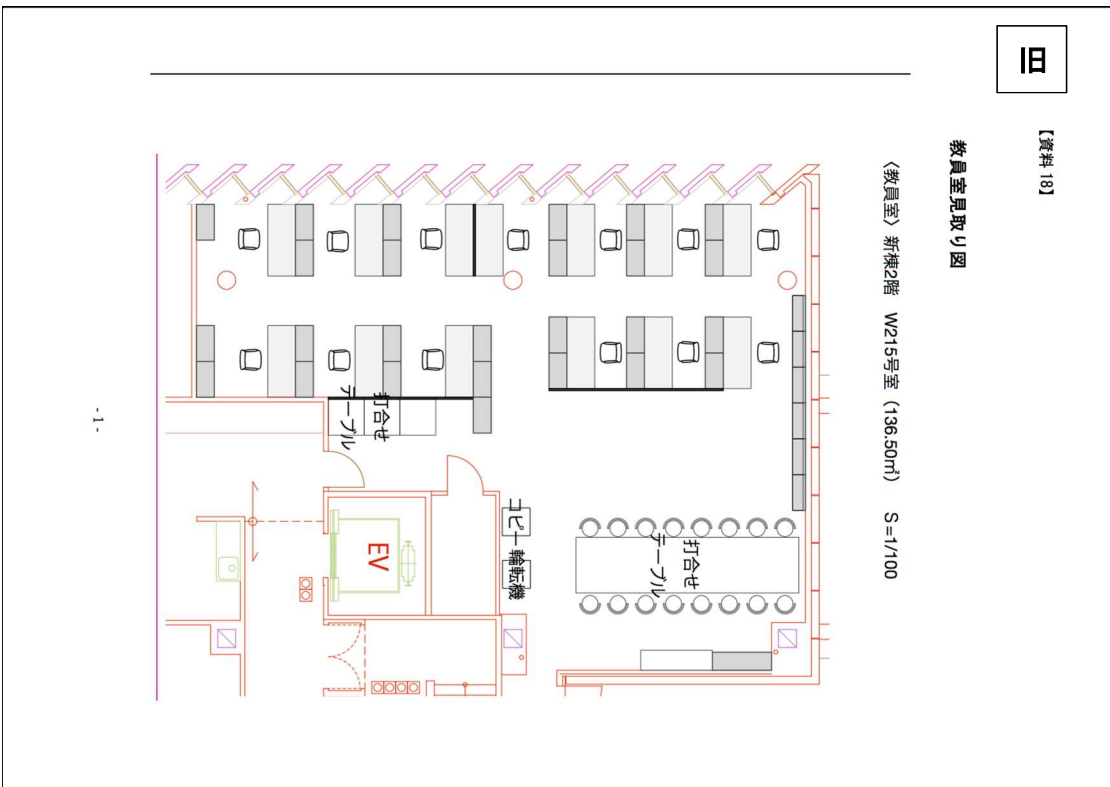 旧
【資料 18】
教員室見取り図
〈教員室〉 新棟2階 W215号室（136.50㎡） S=1/100
打合せ
テーブル
コピー 輪転機
EV
打合せ
テーブル
- 1 -